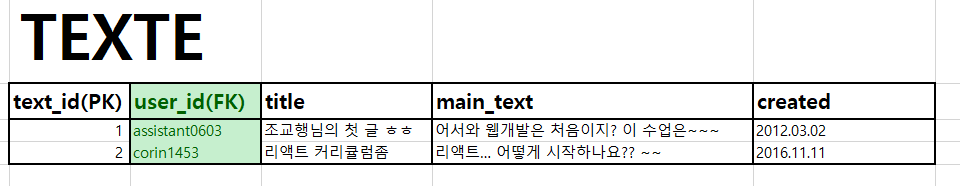 TEXTE
text_id(PK) user_id(FK) title main_text created
1 assistant0603 조교행님의 첫 글 ㅎㅎ 어서와 웹개발은 처음이지? 이 수업은~~~ 2012.03.02
2 corin1453 리액트 커리큘럼좀 리액트... 어떻게 시작하나요?? ~~ 2016.11.11